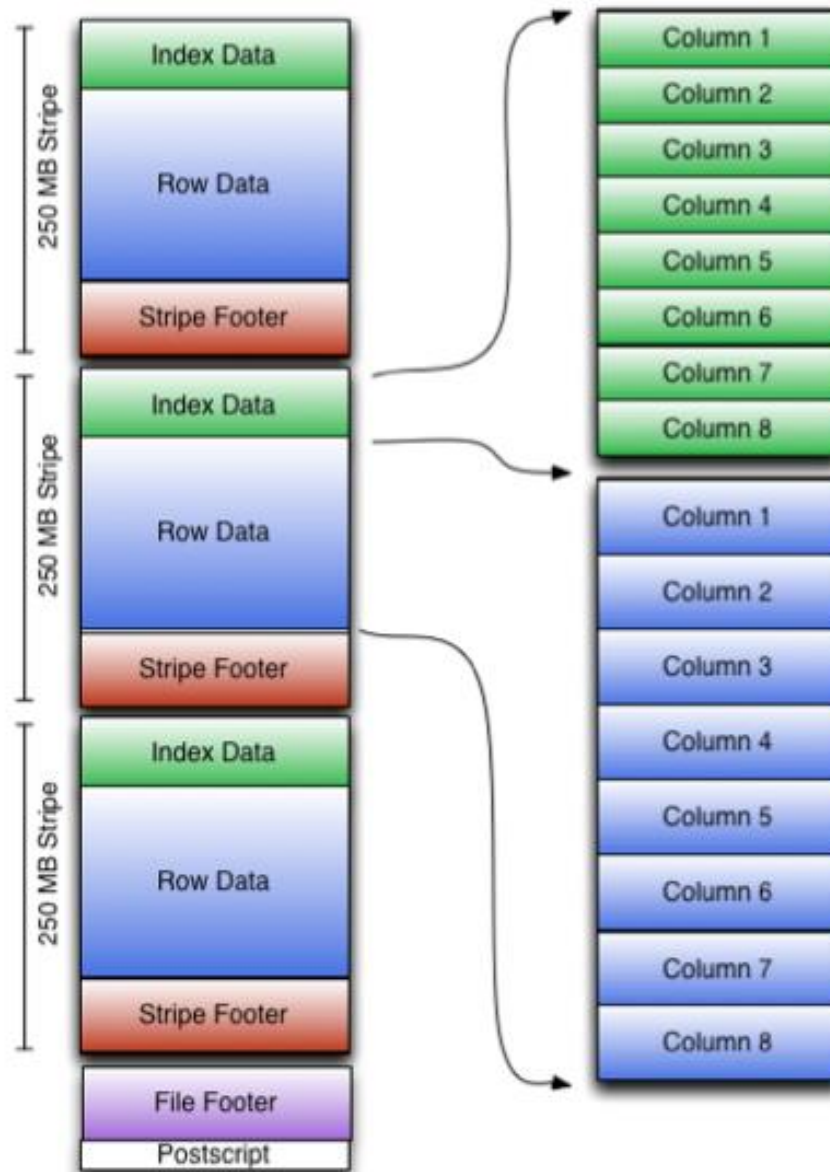 250 MB Stripe
Index Data
Row Data
Stripe Footer
250 MB Stripe
Index Data
Row Data
Stripe Footer
250 MB Stripe
Index Data
Row Data
Stripe Footer
File Footer
Postscript
Column 1
Column 2
Column 3
Column 4
Column 5
Column 6
Column 7
Column 8
Column 1
Column 2
Column 3
Column 4
Column 5
Column 6
Column 7
Column 8